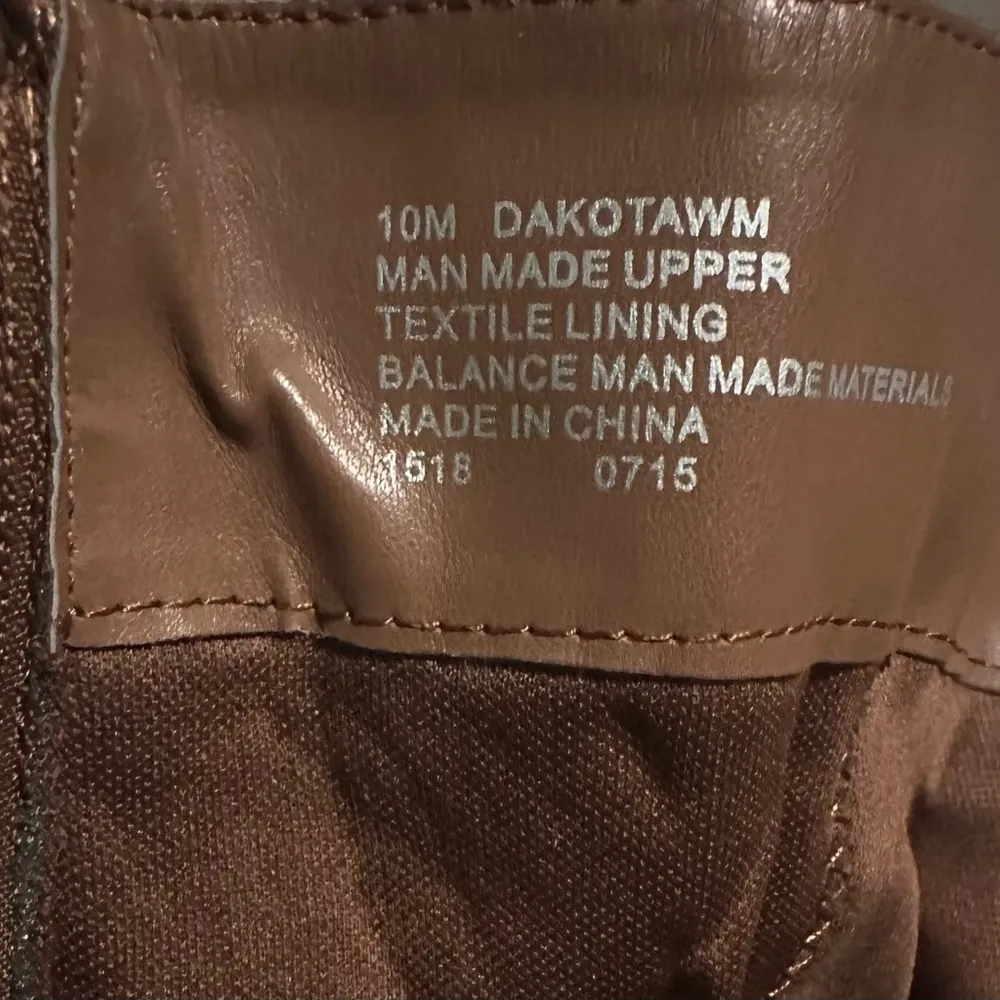 10M DAKOTAWM
MAN MADE UPPER
TEXTILE LINING
BALANCE MAN MADE MATERIALS
MADE IN CHINA
1518 0715